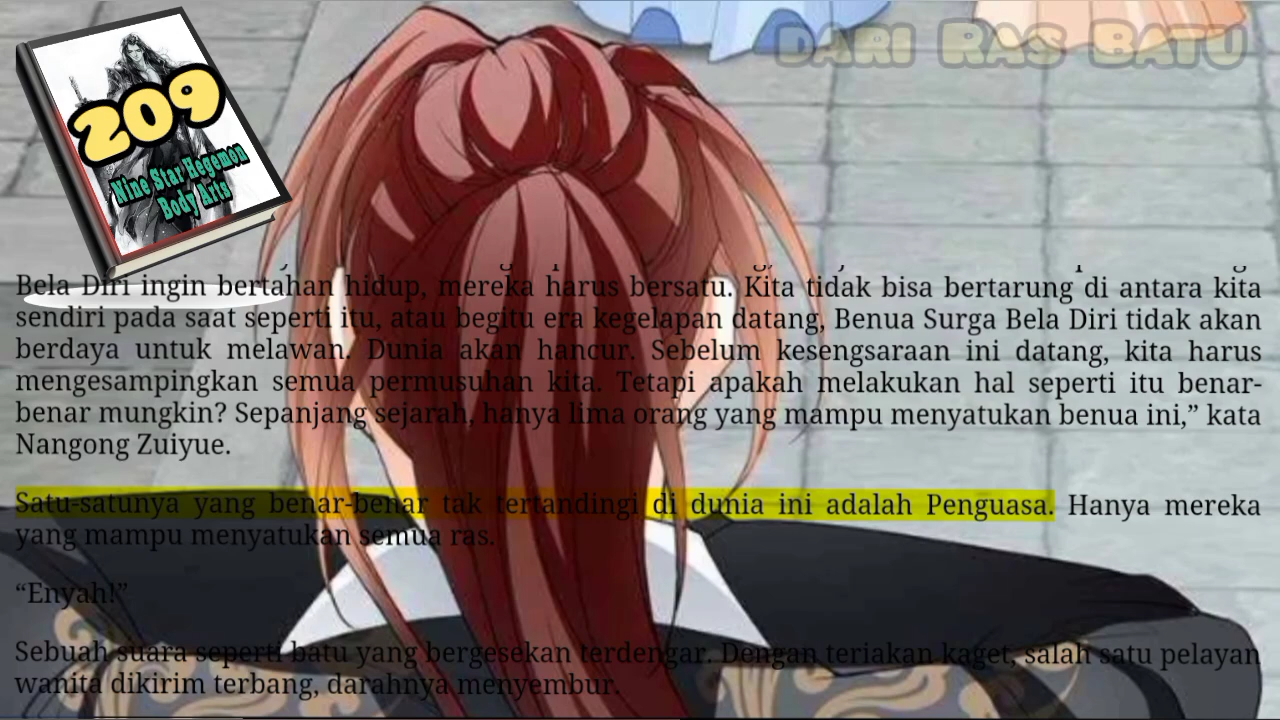 DARI RAS BATU
209
Nine Star Hegemon
Body Arts
Bela Diri ingin bertahan hidup, mereka harus bersatu. Kita tidak bisa bertarung di antara kita
sendiri pada saat seperti itu, atau begitu era kegelapan datang, Benua Surga Bela Diri tidak akan
berdaya untuk melawan. Dunia akan hancur. Sebelum kesengsaraan ini datang, kita harus
mengesampingkan semua permusuhan kita. Tetapi apakah melakukan hal seperti itu benar-
benar mungkin? Sepanjang sejarah, hanya lima orang yang mampu menyatukan benua ini,” kata
Nangong Zuiyue.
Satu-satunya yang benar-benar tak tertandingi di dunia ini adalah Penguasa. Hanya mereka
yang mampu menyatukan semua ras.
“Enyah!”
Sebuah suara seperti batu yang bergesekan terdengar. Dengan teriakan kaget, salah satu pelayan
wanita dikirim terbang, darahnya menyembur.